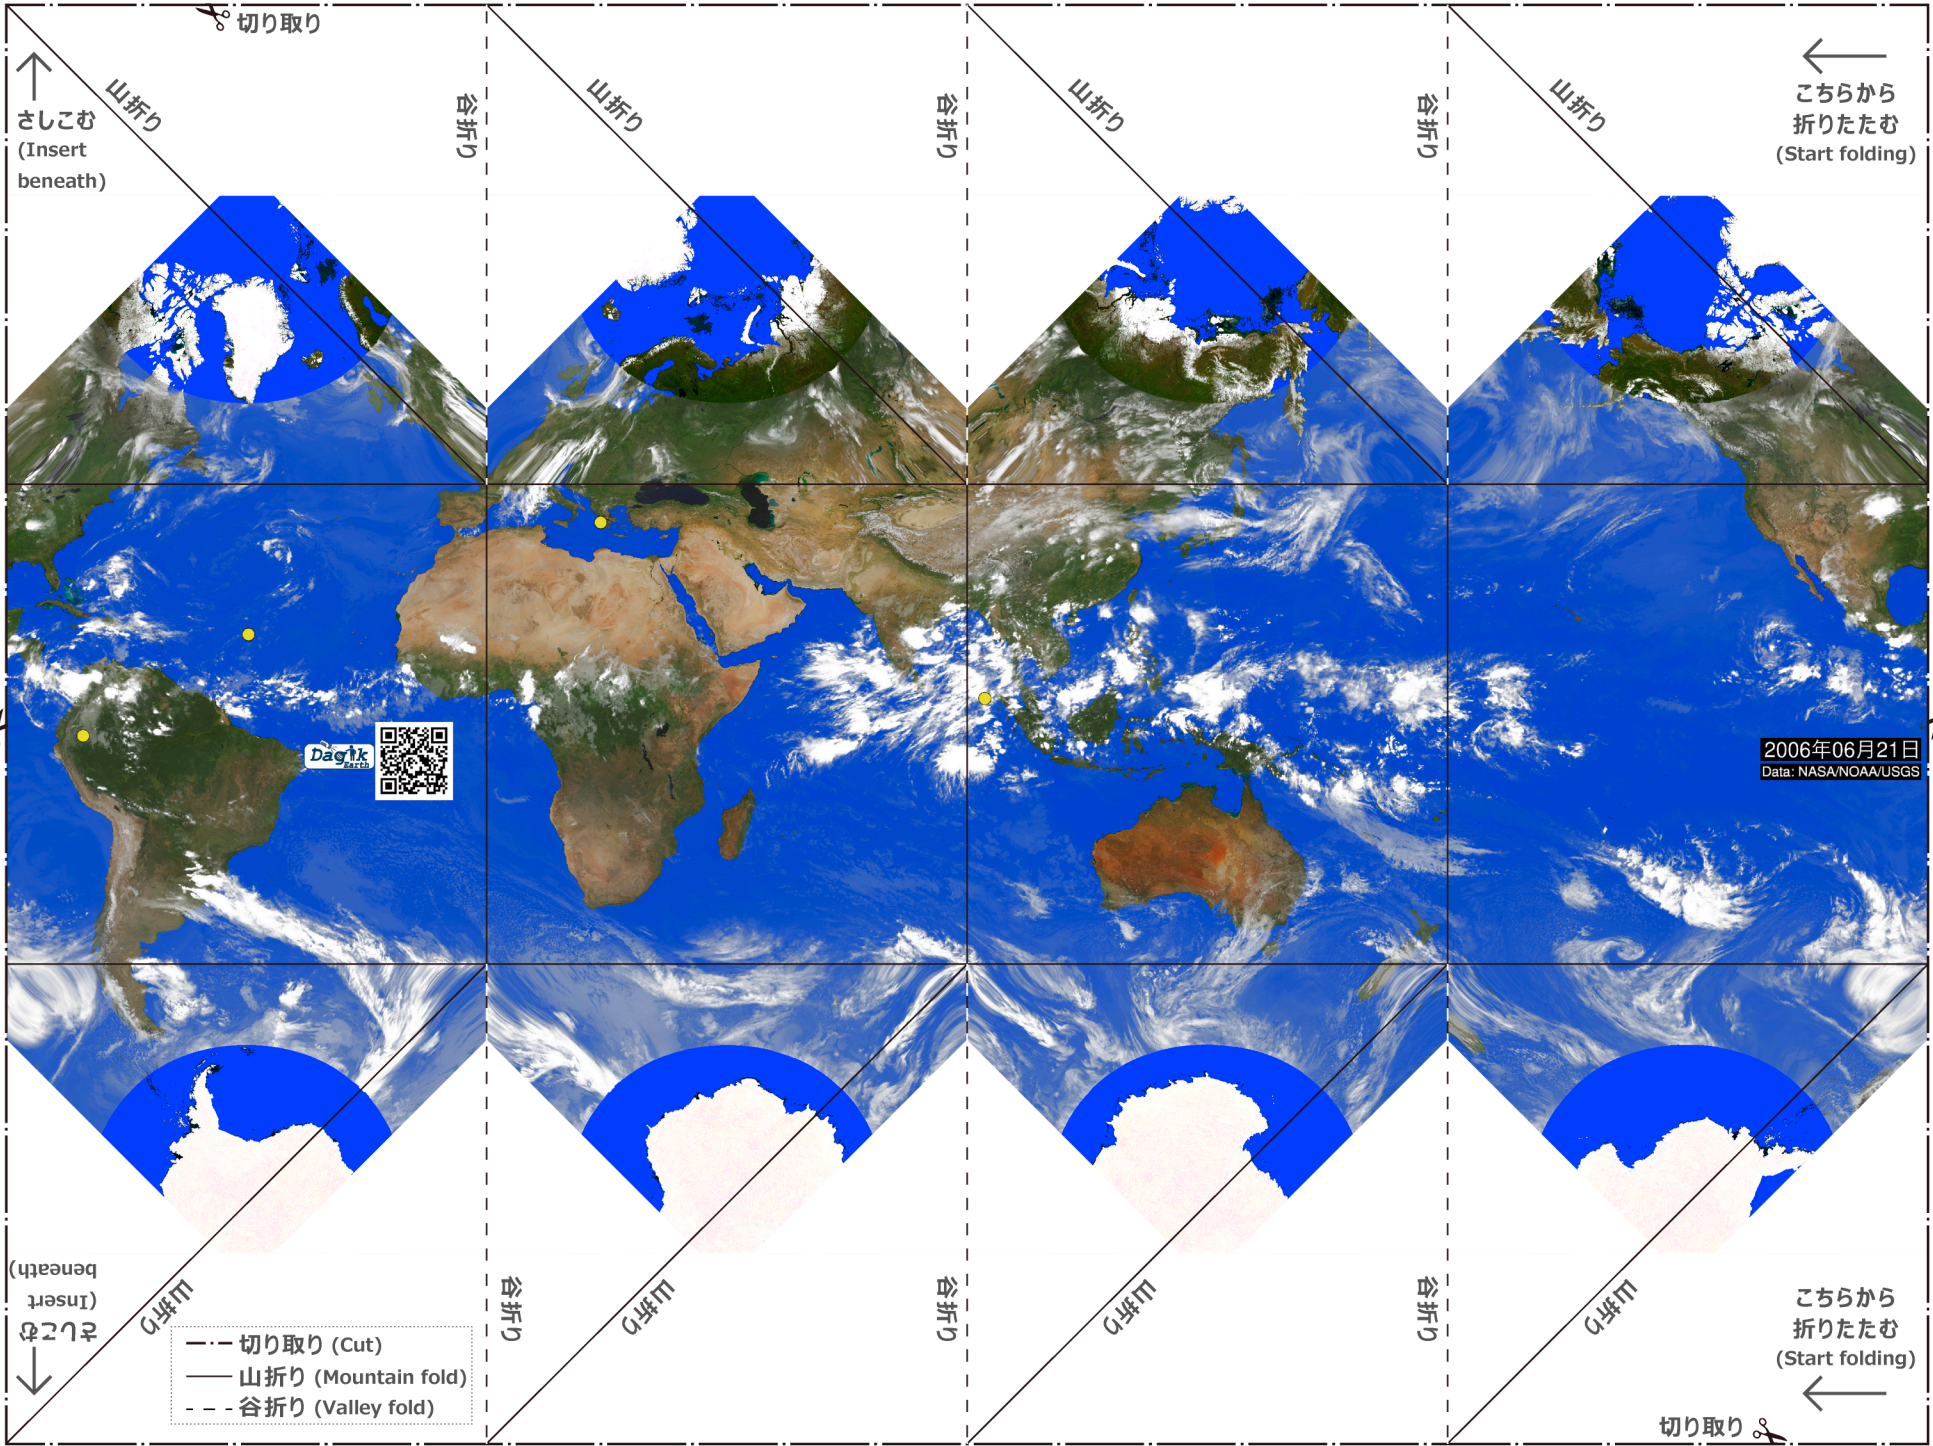 切り取り
山折り
谷折り
山折り
谷折り
山折り
谷折り
山折り
こちらから
折りたたむ
(Start folding)
さしこむ
(Insert
beneath)
Dagik
Earth
2006年06月21日
Data: NASA/NOAA/USGS
さしこむ
(Insert
beneath)
山折り
谷折り
山折り
谷折り
山折り
谷折り
山折り
こちらから
折りたたむ
(Start folding)
切り取り (Cut)
山折り (Mountain fold)
谷折り (Valley fold)
切り取り